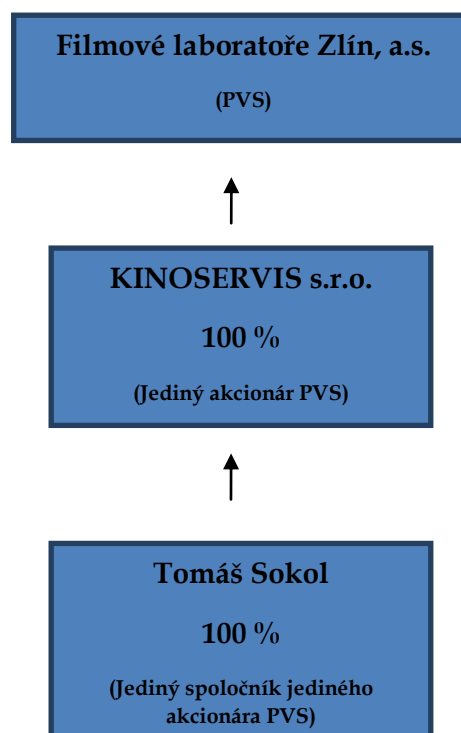 Filmové laboratoře Zlín, a.s.
(PVS)
KINOSERVIS s.r.o.
100 %
(Jediný akcionár PVS)
Tomáš Sokol
100 %
(Jediný spoločník jediného
akcionára PVS)